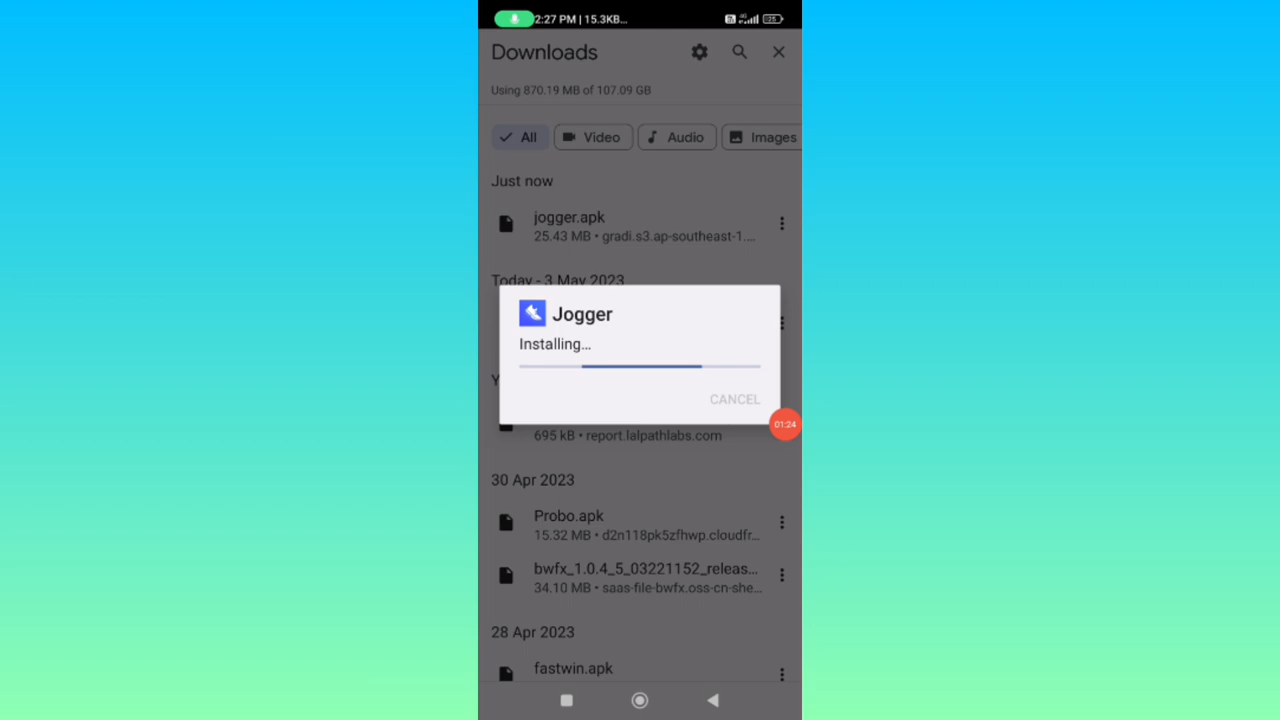 2:27 PM | 15.3KB...
Downloads
Using 870.19 MB of 107.09 GB
All
Video
Audio
Images
Just now
jogger.apk
25.43 MB • gradi.s3.ap-southeast-1....
Today - 3 May 2023
Jogger
Installing...
CANCEL
01:24
695 kB • report.lalpathlabs.com
30 Apr 2023
Probo.apk
15.32 MB • d2n118pk5zfhwp.cloudfr...
bwfx_1.0.4_5_03221152_releas...
34.10 MB • saas-file-bwfx.oss-cn-she...
28 Apr 2023
fastwin.apk